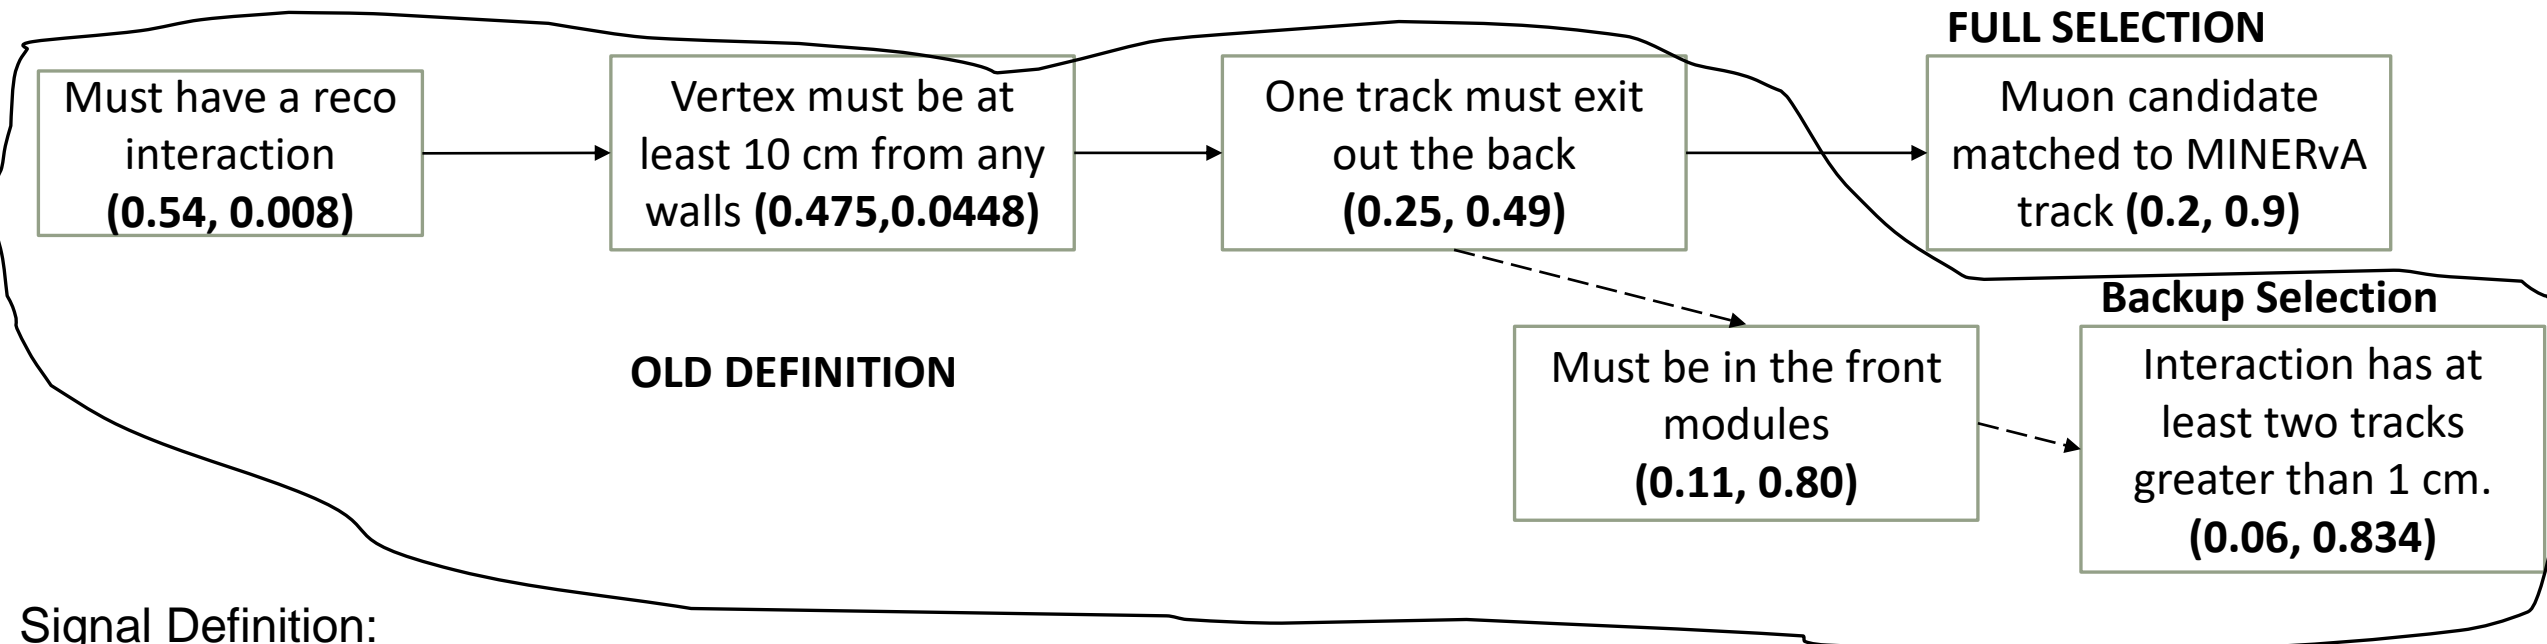 FULL SELECTION
Must have a reco
interaction
(0.54, 0.008)
Vertex must be at
least 10 cm from any
walls (0.475,0.0448)
One track must exit
out the back
(0.25, 0.49)
Muon candidate
matched to MINERvA
track (0.2, 0.9)
Backup Selection
OLD DEFINITION
Must be in the front
modules
(0.11, 0.80)
Interaction has at
least two tracks
greater than 1 cm.
(0.06, 0.834)
Signal Definition: